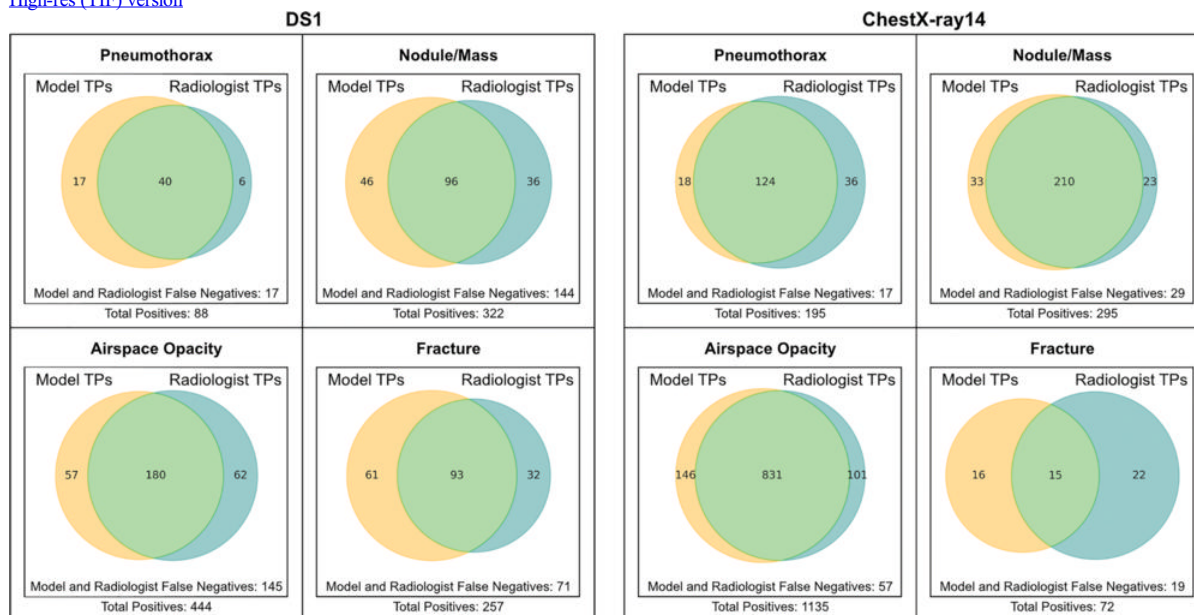 High-res (TIF) version
DS1
Pneumothorax
Model TPs Radiologist TPs
17 40 6
Model and Radiologist False Negatives: 17
Total Positives: 88
Nodule/Mass
Model TPs Radiologist TPs
46 96 36
Model and Radiologist False Negatives: 144
Total Positives: 322
Airspace Opacity
Model TPs Radiologist TPs
57 180 62
Model and Radiologist False Negatives: 145
Total Positives: 444
Fracture
Model TPs Radiologist TPs
61 93 32
Model and Radiologist False Negatives: 71
Total Positives: 257
ChestX-ray14
Pneumothorax
Model TPs Radiologist TPs
18 124 36
Model and Radiologist False Negatives: 17
Total Positives: 195
Nodule/Mass
Model TPs Radiologist TPs
33 210 23
Model and Radiologist False Negatives: 29
Total Positives: 295
Airspace Opacity
Model TPs Radiologist TPs
146 831 101
Model and Radiologist False Negatives: 57
Total Positives: 1135
Fracture
Model TPs Radiologist TPs
16 15 22
Model and Radiologist False Negatives: 19
Total Positives: 72